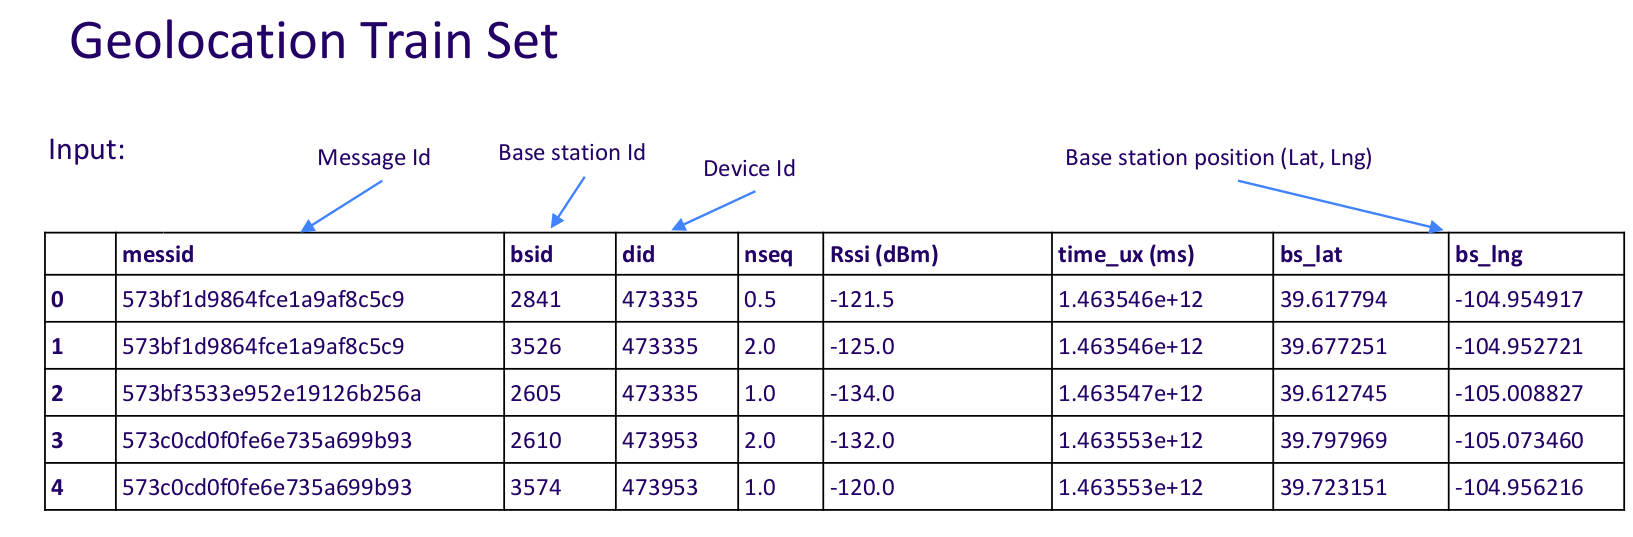 Geolocation Train Set
Input:
Message Id
Base station Id
Device Id
Base station position (Lat, Lng)
messid bsid did nseq Rssi (dBm) time_ux (ms) bs_lat bs_lng
0 573bf1d9864fce1a9af8c5c9 2841 473335 0.5 -121.5 1.463546e+12 39.617794 -104.954917
1 573bf1d9864fce1a9af8c5c9 3526 473335 2.0 -125.0 1.463546e+12 39.677251 -104.952721
2 573bf3533e952e19126b256a 2605 473335 1.0 -134.0 1.463547e+12 39.612745 -105.008827
3 573c0cd0f0fe6e735a699b93 2610 473953 2.0 -132.0 1.463553e+12 39.797969 -105.073460
4 573c0cd0f0fe6e735a699b93 3574 473953 1.0 -120.0 1.463553e+12 39.723151 -104.956216